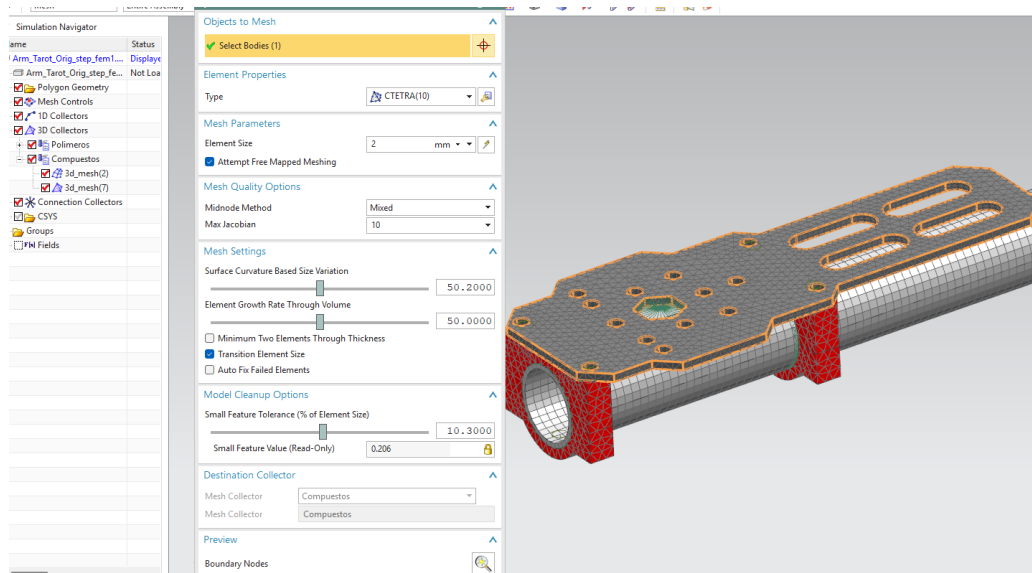 Mesh
Entire Assembly
Simulation Navigator
ame Status
Arm_Tarot_Orig_step_fem1.... Displaye
Arm_Tarot_Orig_step_fe... Not Loa
Polygon Geometry
Mesh Controls
1D Collectors
3D Collectors
Polimeros
Compuestos
3d_mesh(2)
3d_mesh(7)
Connection Collectors
CSYS
Groups
F(x) Fields
Objects to Mesh
Select Bodies (1)
Element Properties
Type CTETRA(10)
Mesh Parameters
Element Size 2 mm
Attempt Free Mapped Meshing
Mesh Quality Options
Midnode Method Mixed
Max Jacobian 10
Mesh Settings
Surface Curvature Based Size Variation
50.2000
Element Growth Rate Through Volume
50.0000
Minimum Two Elements Through Thickness
Transition Element Size
Auto Fix Failed Elements
Model Cleanup Options
Small Feature Tolerance (% of Element Size)
10.3000
Small Feature Value (Read-Only) 0.206
Destination Collector
Mesh Collector Compuestos
Mesh Collector Compuestos
Preview
Boundary Nodes